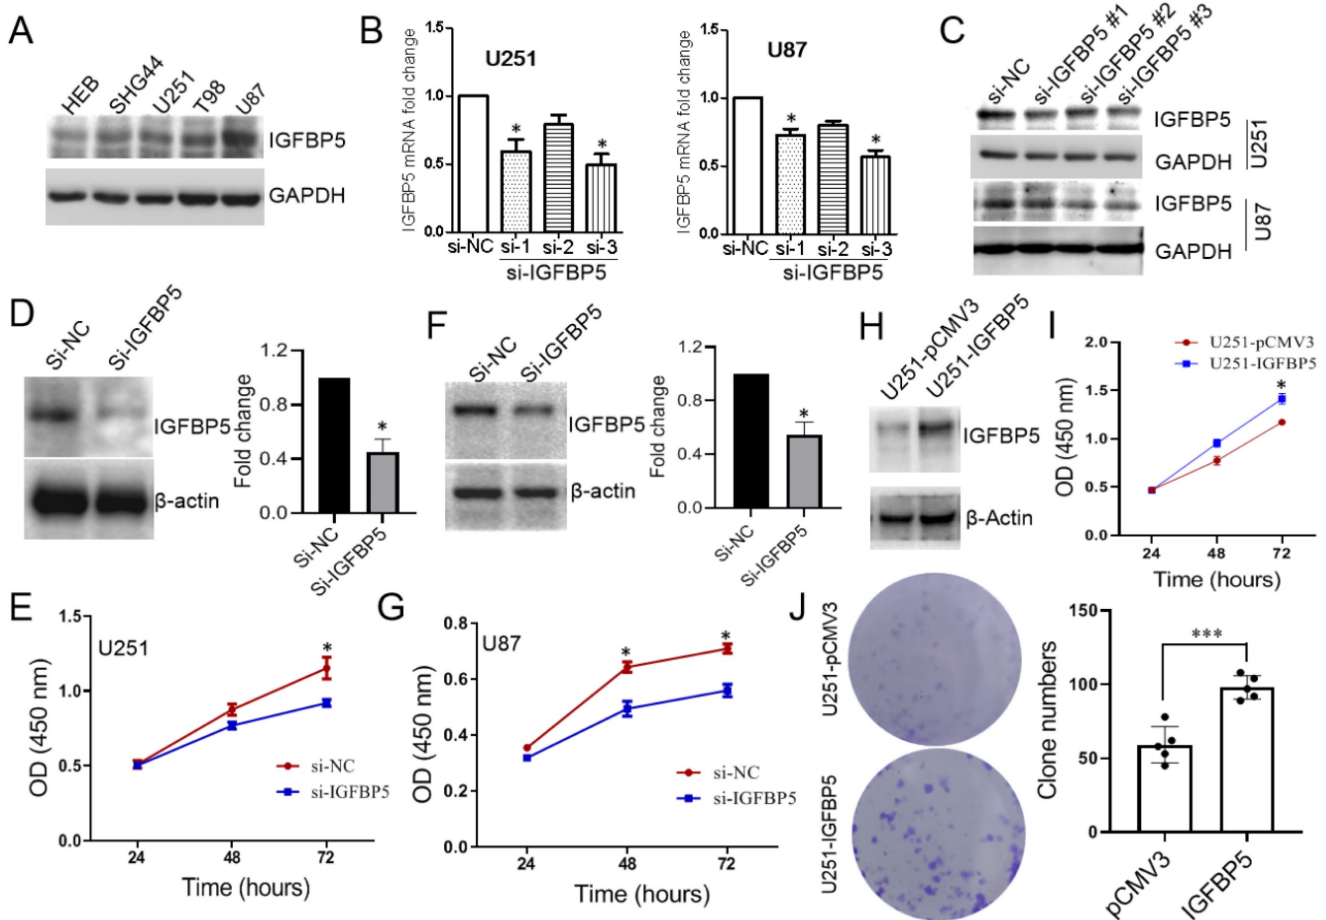 A
HEB
SHG44
U251
T98
U87
IGFBP5
GAPDH
B
IGFBP5 mRNA fold change
1.5
1.0
0.5
0.0
U251
*
*
si-NC si-1 si-2 si-3
si-IGFBP5
IGFBP5 mRNA fold change
1.5
1.0
0.5
0.0
U87
*
*
si-NC si-1 si-2 si-3
si-IGFBP5
C
si-NC
si-IGFBP5 #1
si-IGFBP5 #2
si-IGFBP5 #3
IGFBP5
GAPDH
U251
IGFBP5
GAPDH
U87
D
Si-NC
Si-IGFBP5
IGFBP5
β-actin
Fold change
1.2
0.8
0.4
0.0
*
Si-NC
Si-IGFBP5
F
Si-NC
Si-IGFBP5
IGFBP5
β-actin
Fold change
1.2
0.8
0.4
0.0
*
Si-NC
Si-IGFBP5
H
U251-pCMV3
U251-IGFBP5
IGFBP5
β-Actin
I
OD (450 nm)
2.0
1.5
1.0
0.5
0.0
U251-pCMV3
U251-IGFBP5
*
24 48 72
Time (hours)
E
OD (450 nm)
1.5
1.0
0.5
0.0
U251
*
si-NC
si-IGFBP5
24 48 72
Time (hours)
G
OD (450 nm)
0.8
0.6
0.4
0.2
0.0
U87
*
*
si-NC
si-IGFBP5
24 48 72
Time (hours)
J
U251-pCMV3
U251-IGFBP5
Clone numbers
150
100
50
0
***
pCMV3
IGFBP5